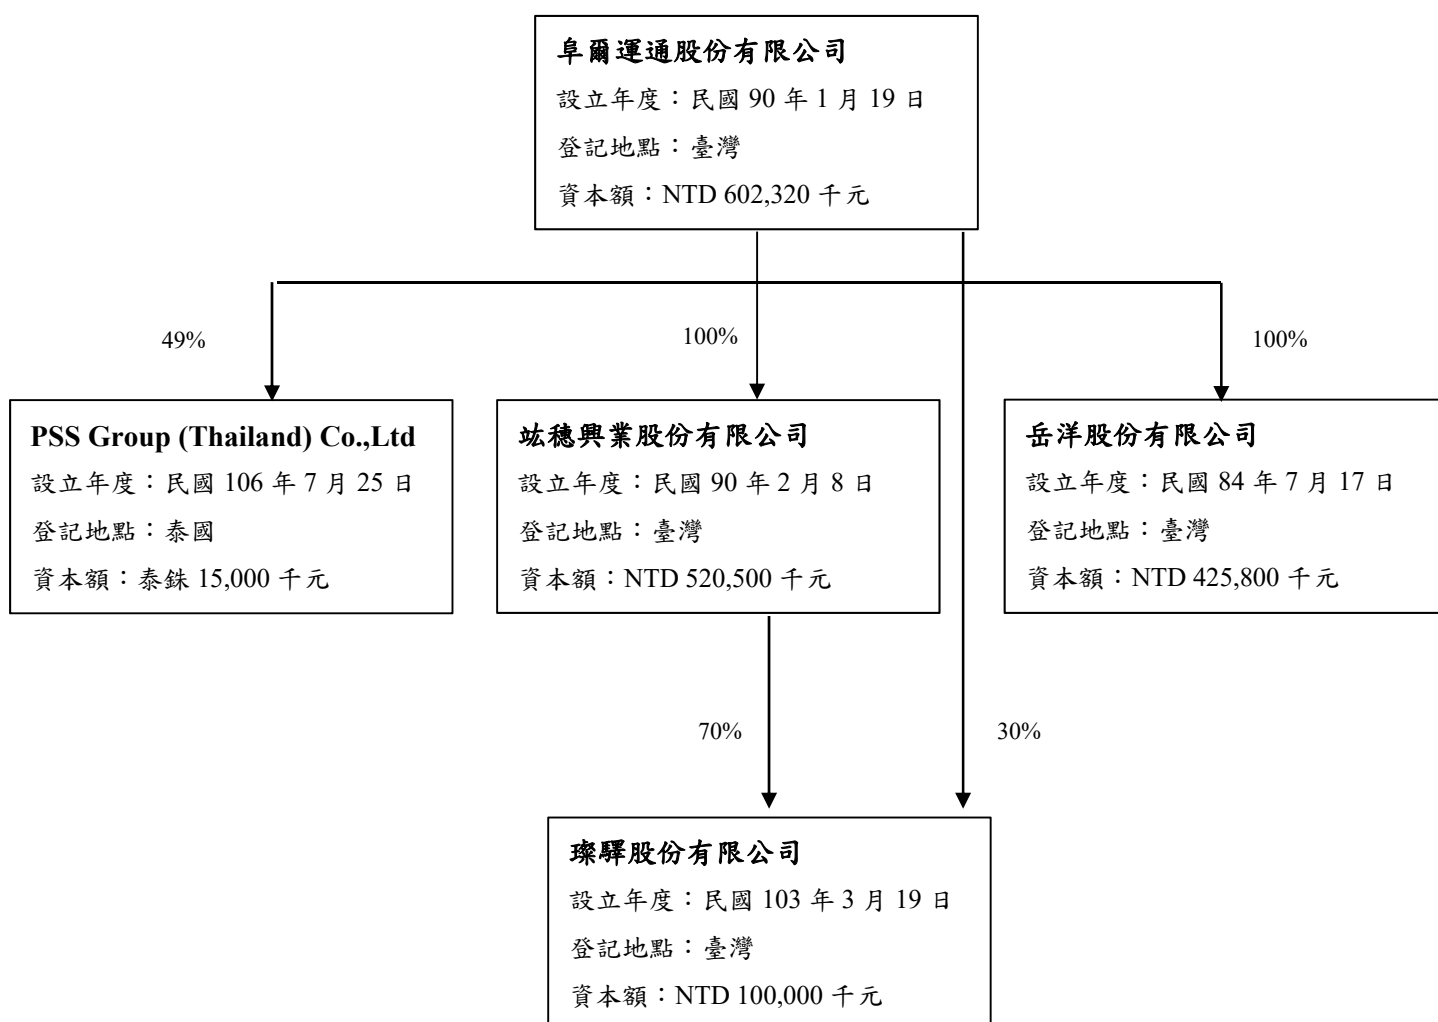 阜爾運通股份有限公司
設立年度：民國 90 年 1 月 19 日
登記地點：臺灣
資本額：NTD 602,320 千元
49%
100%
100%
PSS Group (Thailand) Co.,Ltd
設立年度：民國 106 年 7 月 25 日
登記地點：泰國
資本額：泰銖 15,000 千元
竑穗興業股份有限公司
設立年度：民國 90 年 2 月 8 日
登記地點：臺灣
資本額：NTD 520,500 千元
岳洋股份有限公司
設立年度：民國 84 年 7 月 17 日
登記地點：臺灣
資本額：NTD 425,800 千元
70%
30%
璨驛股份有限公司
設立年度：民國 103 年 3 月 19 日
登記地點：臺灣
資本額：NTD 100,000 千元